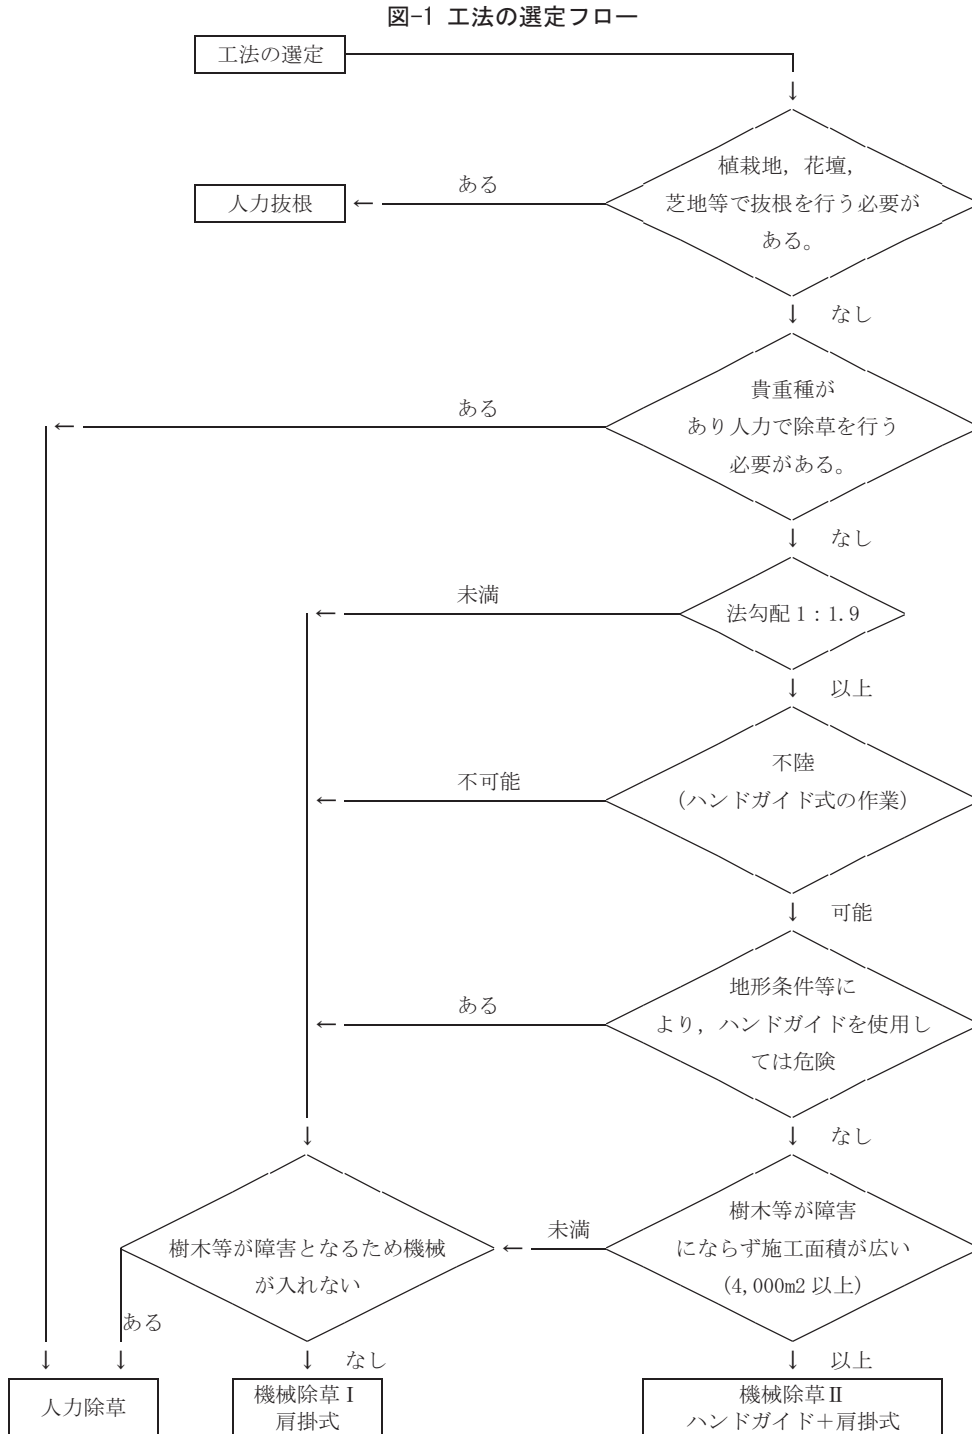 図-1 工法の選定フロー
工法の選定
↓
植栽地，花壇，
芝地等で抜根を行う必要が
ある。
ある
←
人力抜根
↓ なし
貴重種が
あり人力で除草を行う
必要がある。
ある
←
↓ なし
法勾配 1：1.9
未満
←
↓ 以上
不陸
（ハンドガイド式の作業）
不可能
←
↓ 可能
地形条件等に
より，ハンドガイドを使用し
ては危険
ある
←
↓
↓ なし
樹木等が障害
にならず施工面積が広い
(4,000m2 以上)
未満
←
樹木等が障害となるため機械
が入れない
ある
↓
↓
↓ なし
↓ 以上
人力除草
機械除草Ⅰ
肩掛式
機械除草Ⅱ
ハンドガイド＋肩掛式